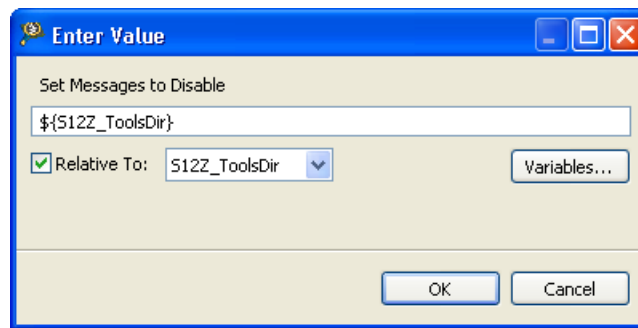 Enter Value
Set Messages to Disable
${S12Z_ToolsDir}
Relative To: S12Z_ToolsDir Variables...
OK Cancel